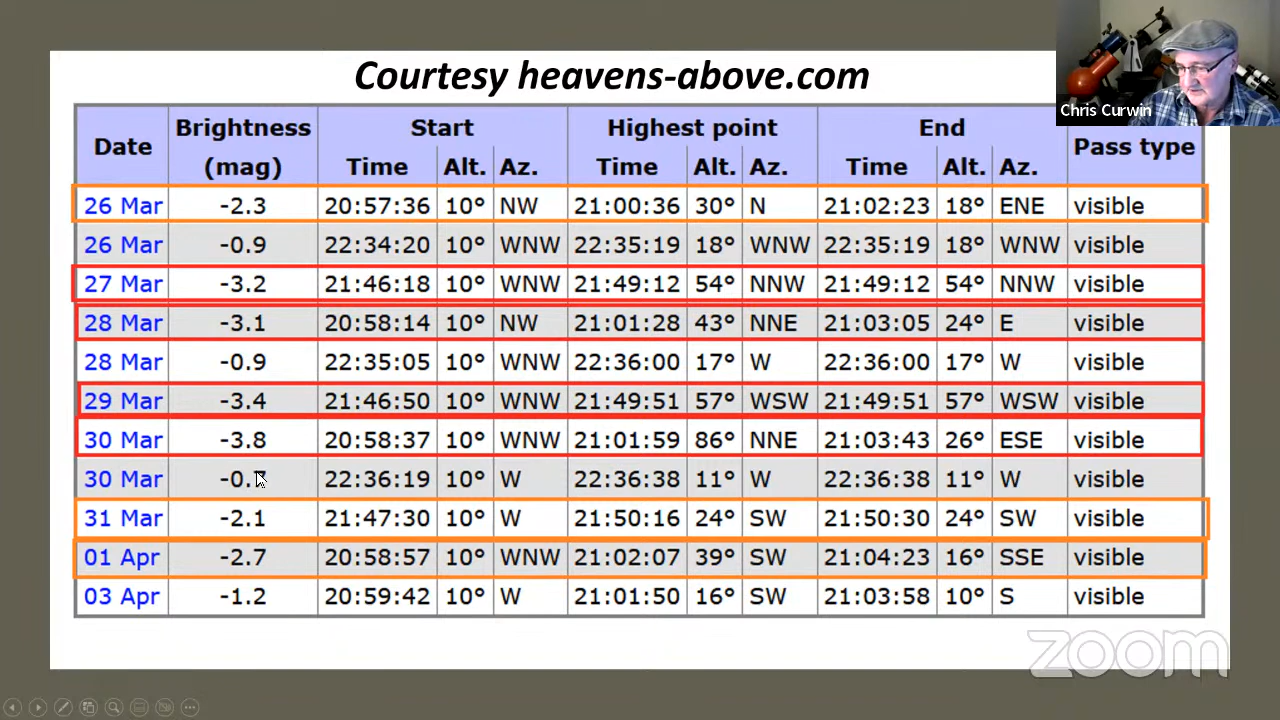 Courtesy heavens-above.com
Chris Curwin
Date Brightness (mag) Start Highest point End Pass type
Time Alt. Az. Time Alt. Az. Time Alt. Az.
26 Mar -2.3 20:57:36 10° NW 21:00:36 30° N 21:02:23 18° ENE visible
26 Mar -0.9 22:34:20 10° WNW 22:35:19 18° WNW 22:35:19 18° WNW visible
27 Mar -3.2 21:46:18 10° WNW 21:49:12 54° NNW 21:49:12 54° NNW visible
28 Mar -3.1 20:58:14 10° NW 21:01:28 43° NNE 21:03:05 24° E visible
28 Mar -0.9 22:35:05 10° WNW 22:36:00 17° W 22:36:00 17° W visible
29 Mar -3.4 21:46:50 10° WNW 21:49:51 57° WSW 21:49:51 57° WSW visible
30 Mar -3.8 20:58:37 10° WNW 21:01:59 86° NNE 21:03:43 26° ESE visible
30 Mar 22:36:19 10° W 22:36:38 11° W 22:36:38 11° W visible
31 Mar -2.1 21:47:30 10° W 21:50:16 24° SW 21:50:30 24° SW visible
01 Apr -2.7 20:58:57 10° WNW 21:02:07 39° SW 21:04:23 16° SSE visible
03 Apr -1.2 20:59:42 10° W 21:01:50 16° SW 21:03:58 10° S visible
zoom